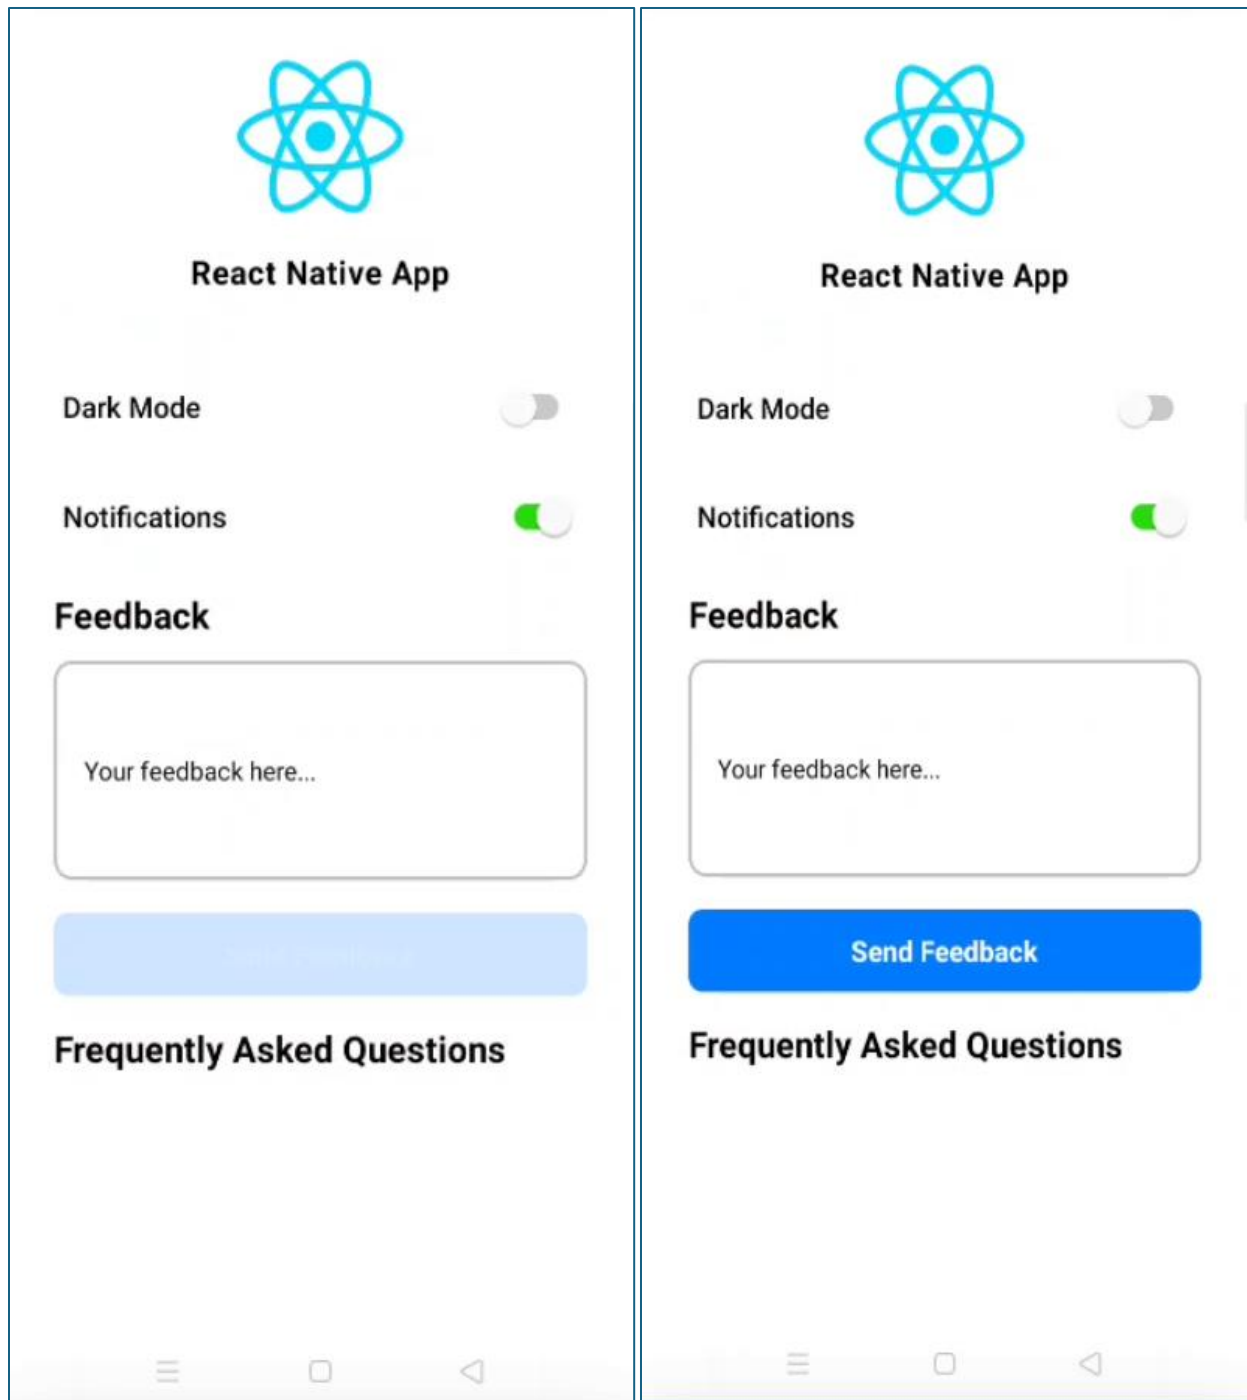 React Native App
Dark Mode
Notifications
Feedback
Your feedback here...
Frequently Asked Questions
React Native App
Dark Mode
Notifications
Feedback
Your feedback here...
Send Feedback
Frequently Asked Questions